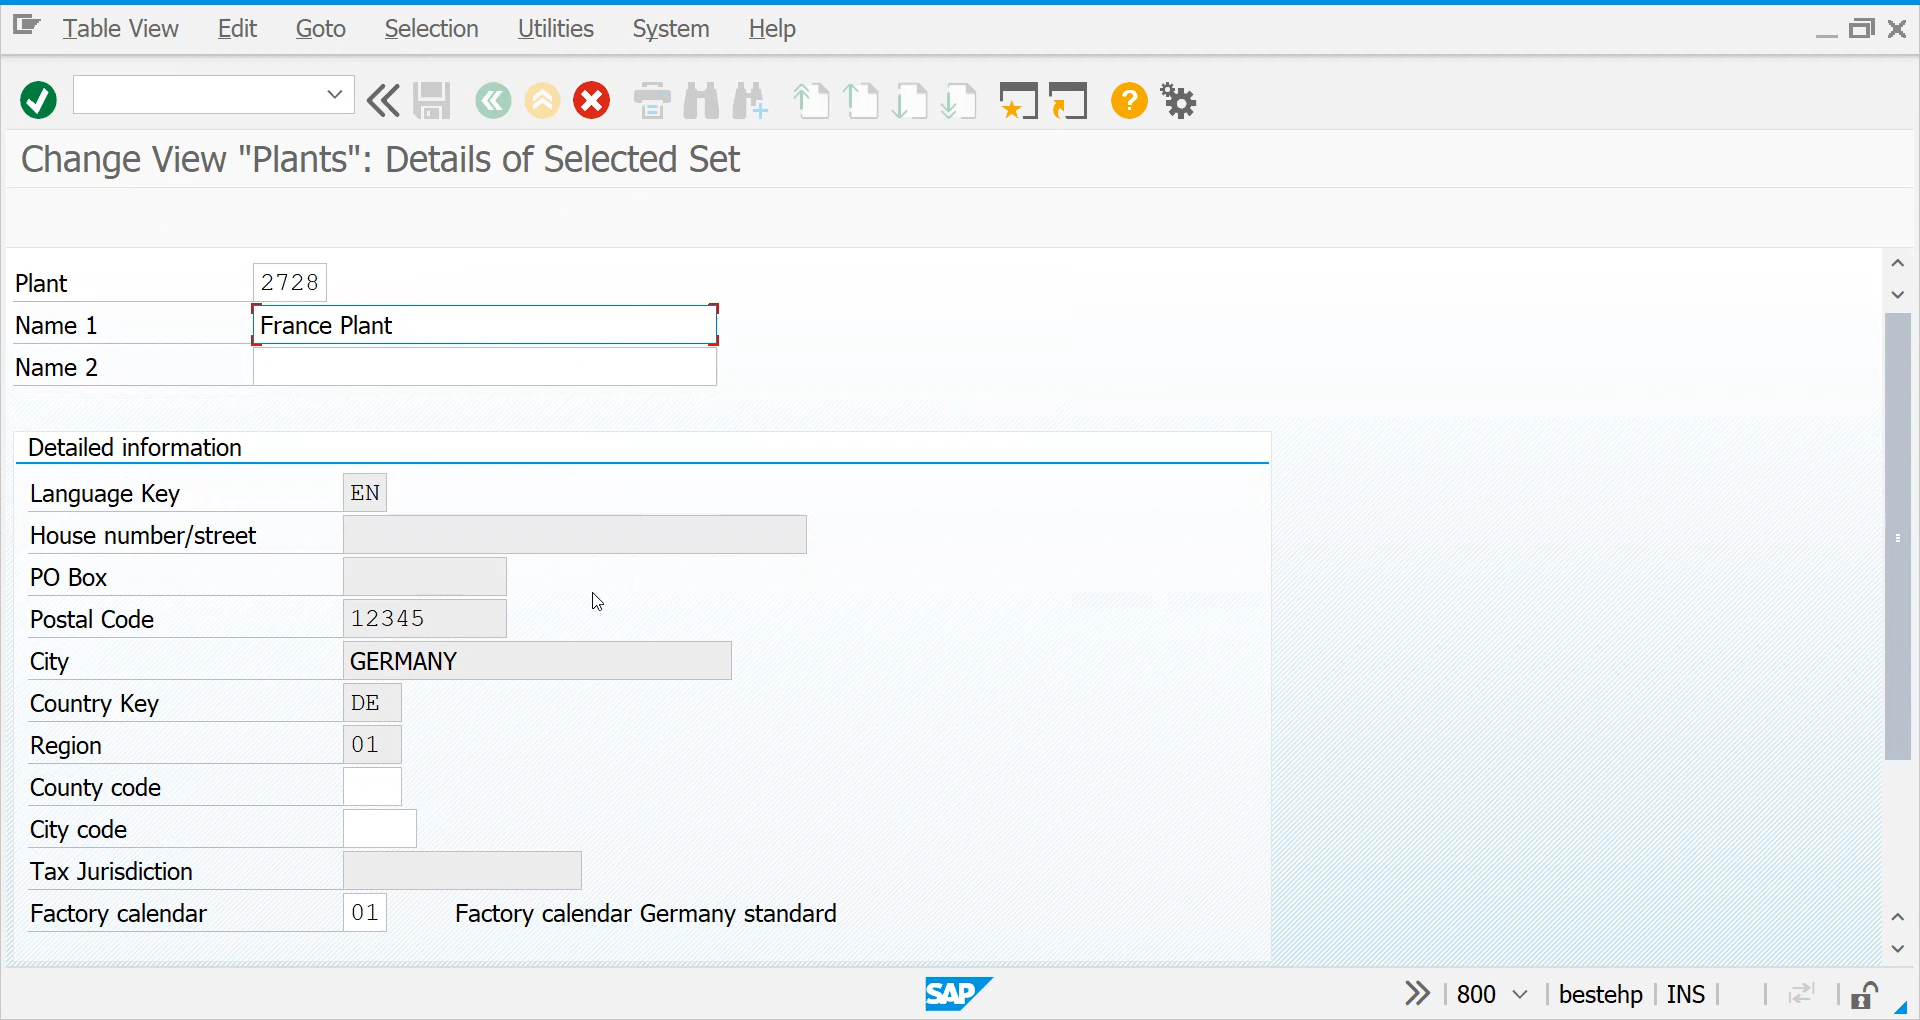 Table View Edit Goto Selection Utilities System Help
Change View "Plants": Details of Selected Set
Plant 2728
Name 1 France Plant
Name 2
Detailed information
Language Key EN
House number/street
PO Box
Postal Code 12345
City GERMANY
Country Key DE
Region 01
County code
City code
Tax Jurisdiction
Factory calendar 01 Factory calendar Germany standard
SAP 800 bestehp INS